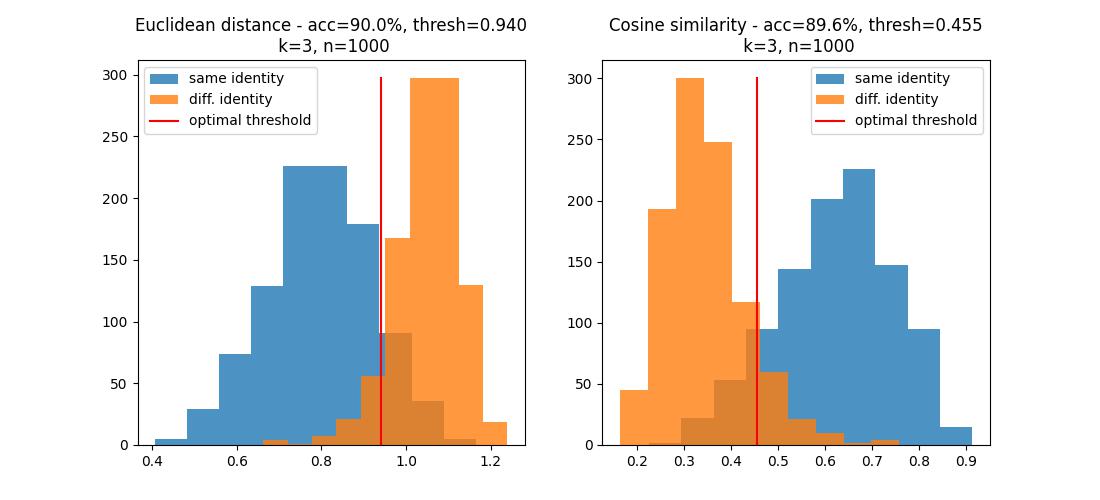 Euclidean distance - acc=90.0%, thresh=0.940
k=3, n=1000
same identity
diff. identity
optimal threshold
300
250
200
150
100
50
0
0.4 0.6 0.8 1.0 1.2
Cosine similarity - acc=89.6%, thresh=0.455
k=3, n=1000
same identity
diff. identity
optimal threshold
300
250
200
150
100
50
0
0.2 0.3 0.4 0.5 0.6 0.7 0.8 0.9